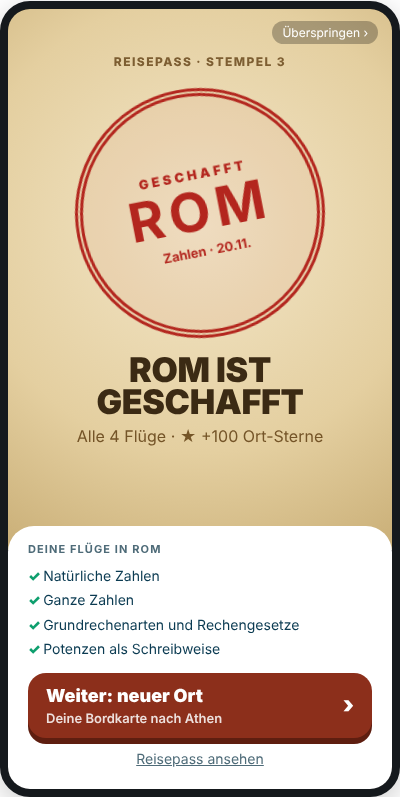 Überspringen ›
REISEPASS · STEMPEL 3
GESCHAFFT
ROM
Zahlen · 20.11.
ROM IST
GESCHAFFT
Alle 4 Flüge · ★ +100 Ort-Sterne
DEINE FLÜGE IN ROM
✓ Natürliche Zahlen
✓ Ganze Zahlen
✓ Grundrechenarten und Rechengesetze
✓ Potenzen als Schreibweise
Weiter: neuer Ort ›
Deine Bordkarte nach Athen
Reisepass ansehen